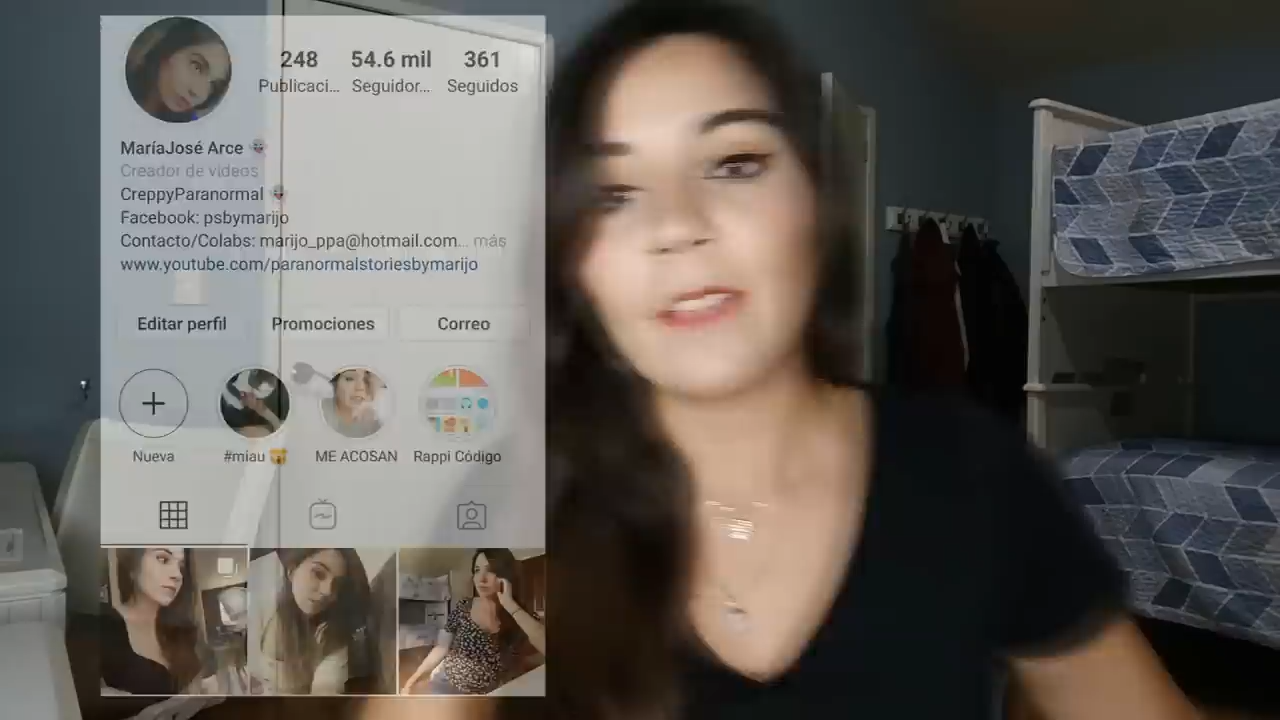 248 54.6 mil 361
Publicaci... Seguidor... Seguidos
MaríaJosé Arce 👻
Creador de videos
CreppyParanormal 👻
Facebook: psbymarijo
Contacto/Colabs: marijo_ppa@hotmail.com... más
www.youtube.com/paranormalstoriesbymarijo
Editar perfil Promociones Correo
Nueva #miau 🙀 ME ACOSAN Rappi Código